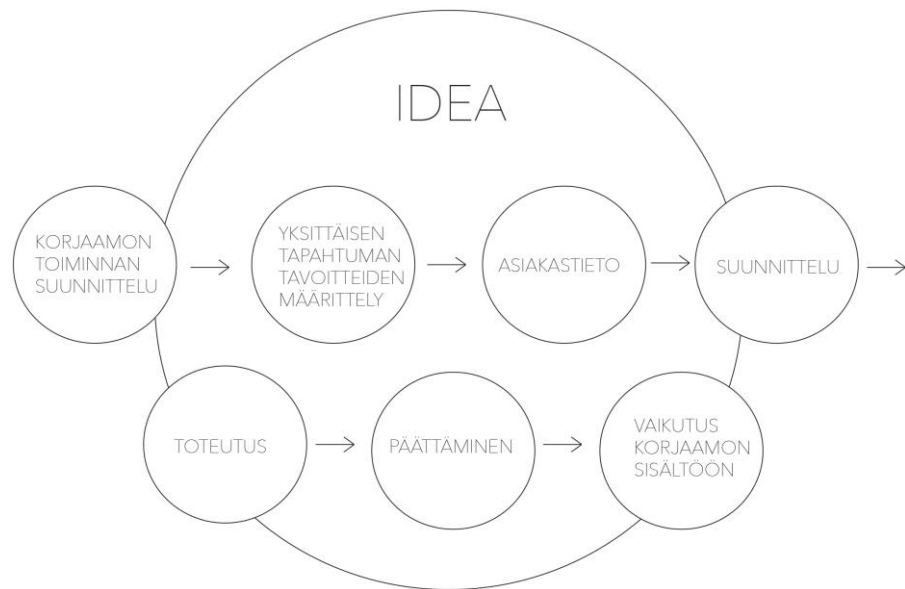 IDEA
KORJAAMON
TOIMINNAN
SUUNNITTELU
YKSITTÄISEN
TAPAHTUMAN
TAVOITTEIDEN
MÄÄRITTELY
ASIAKASTIETO
SUUNNITTELU
TOTEUTUS
PÄÄTTÄMINEN
VAIKUTUS
KORJAAMON
SISÄLTÖÖN